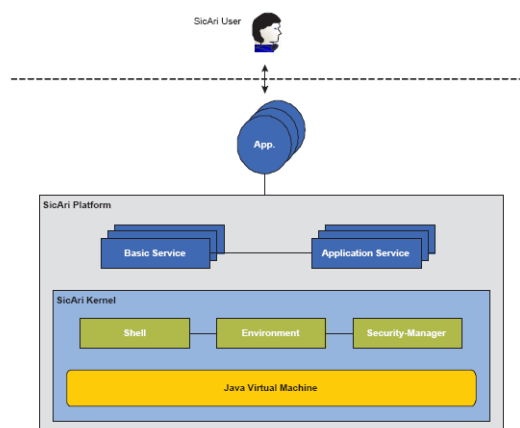 SicAri User
App.
SicAri Platform
Basic Service
Application Service
SicAri Kernel
Shell
Environment
Security-Manager
Java Virtual Machine